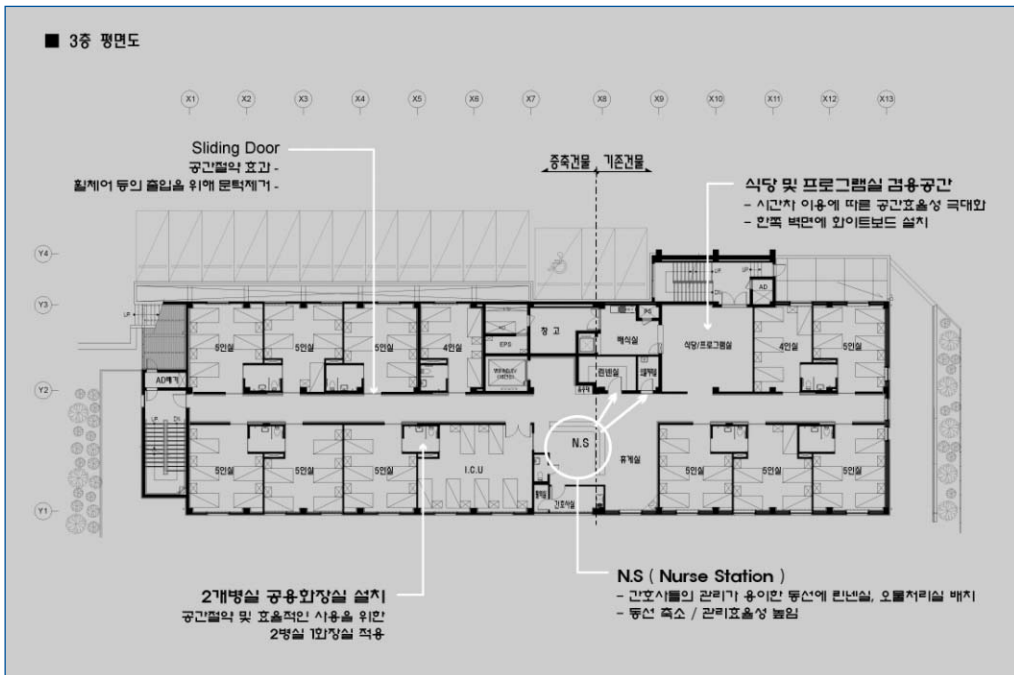 ■ 3층 평면도
X1 X2 X3 X4 X5 X6 X7 X8 X9 X10 X11 X12 X13
Sliding Door
공간절약 효과 -
휠체어 등의 출입을 위해 문턱제거 -
증축건물 기존건물
식당 및 프로그램실 겸용공간
- 시간차 이용에 따른 공간효율성 극대화
- 한쪽 벽면에 화이트보드 설치
Y4
UP UP
DN
AD
Y3
UP
5인실 5인실 5인실 4인실
창 고
EPS
배식실
식당/프로그램실
4인실 5인실
린넨실
AD폐기
Y2
UP DN
N.S
휴게실
5인실 5인실 5인실
I.C.U
5인실 5인실 5인실
간호사실
Y1
2개병실 공용화장실 설치
공간절약 및 효율적인 사용을 위한
2병실 1화장실 적용
N.S ( Nurse Station )
- 간호사들의 관리가 용이한 동선에 린넨실, 오물처리실 배치
- 동선 축소 / 관리효율성 높임